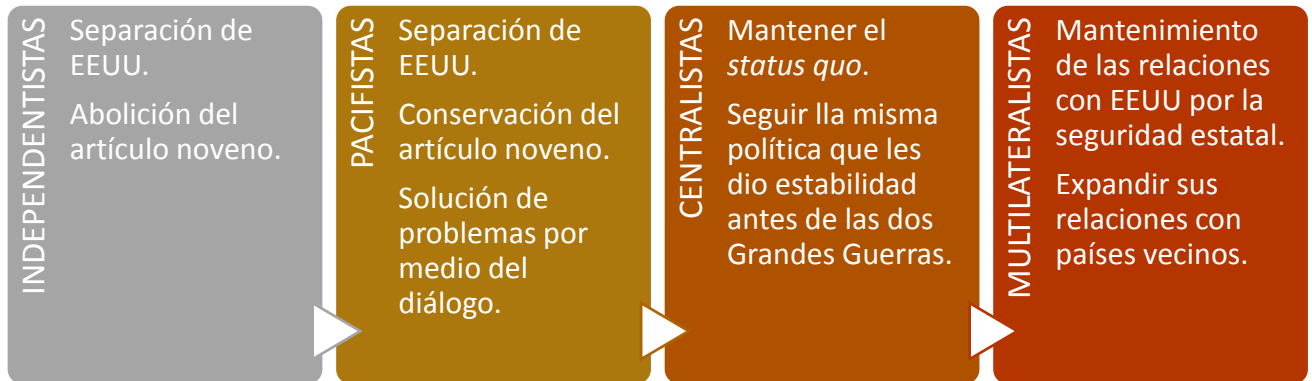 INDEPENDENTISTAS
Separación de
EEUU.
Abolición del
artículo noveno.
PACIFISTAS
Separación de
EEUU.
Conservación del
artículo noveno.
Solución de
problemas por
medio del
diálogo.
CENTRALISTAS
Mantener el
status quo.
Seguir lla misma
política que les
dio estabilidad
antes de las dos
Grandes Guerras.
MULTILATERALISTAS
Mantenimiento
de las relaciones
con EEUU por la
seguridad estatal.
Expandir sus
relaciones con
países vecinos.